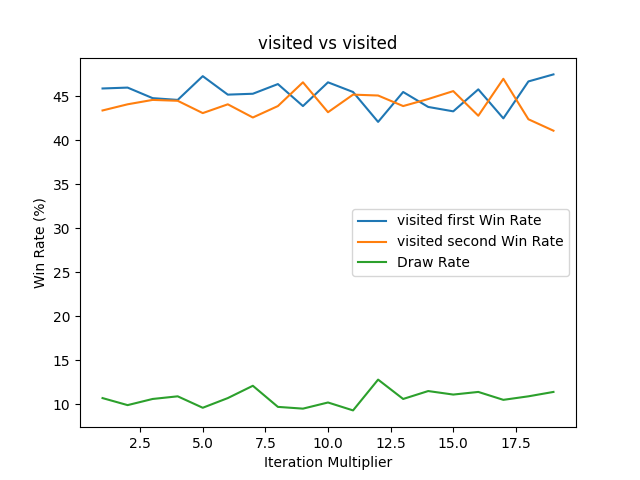 visited vs visited
Win Rate (%)
45
40
35
30
25
20
15
10
visited first Win Rate
visited second Win Rate
Draw Rate
2.5 5.0 7.5 10.0 12.5 15.0 17.5
Iteration Multiplier